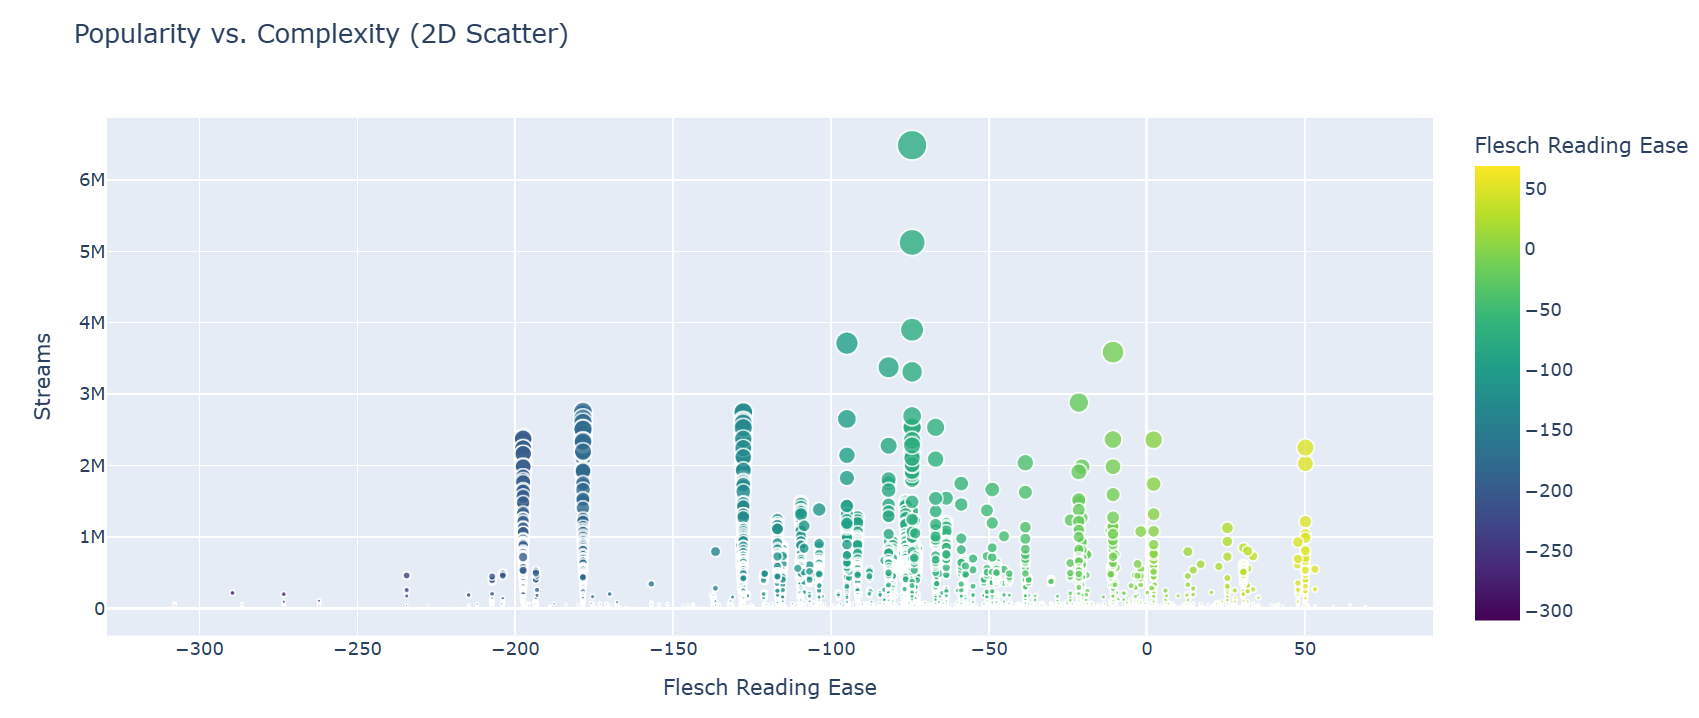 Popularity vs. Complexity (2D Scatter)
Flesch Reading Ease
6M
5M
4M
3M
2M
1M
0
Streams
−300
−250
−200
−150
−100
−50
0
50
Flesch Reading Ease
50
0
−50
−100
−150
−200
−250
−300